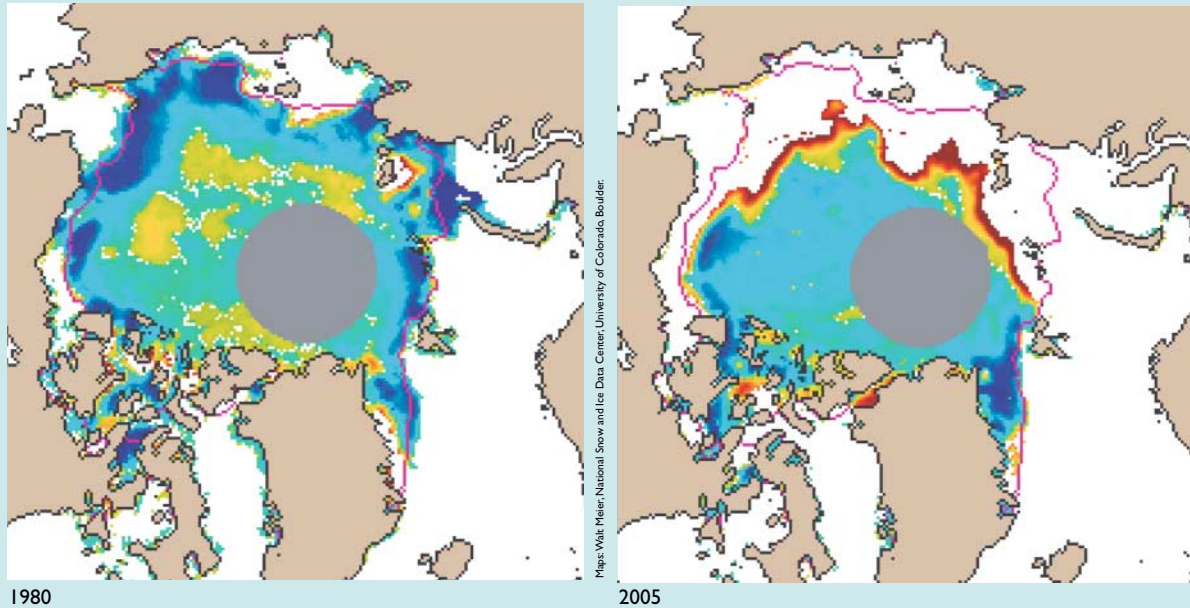 Maps: Walt Meier, National Snow and Ice Data Center, University of Colorado, Boulder.
1980
2005